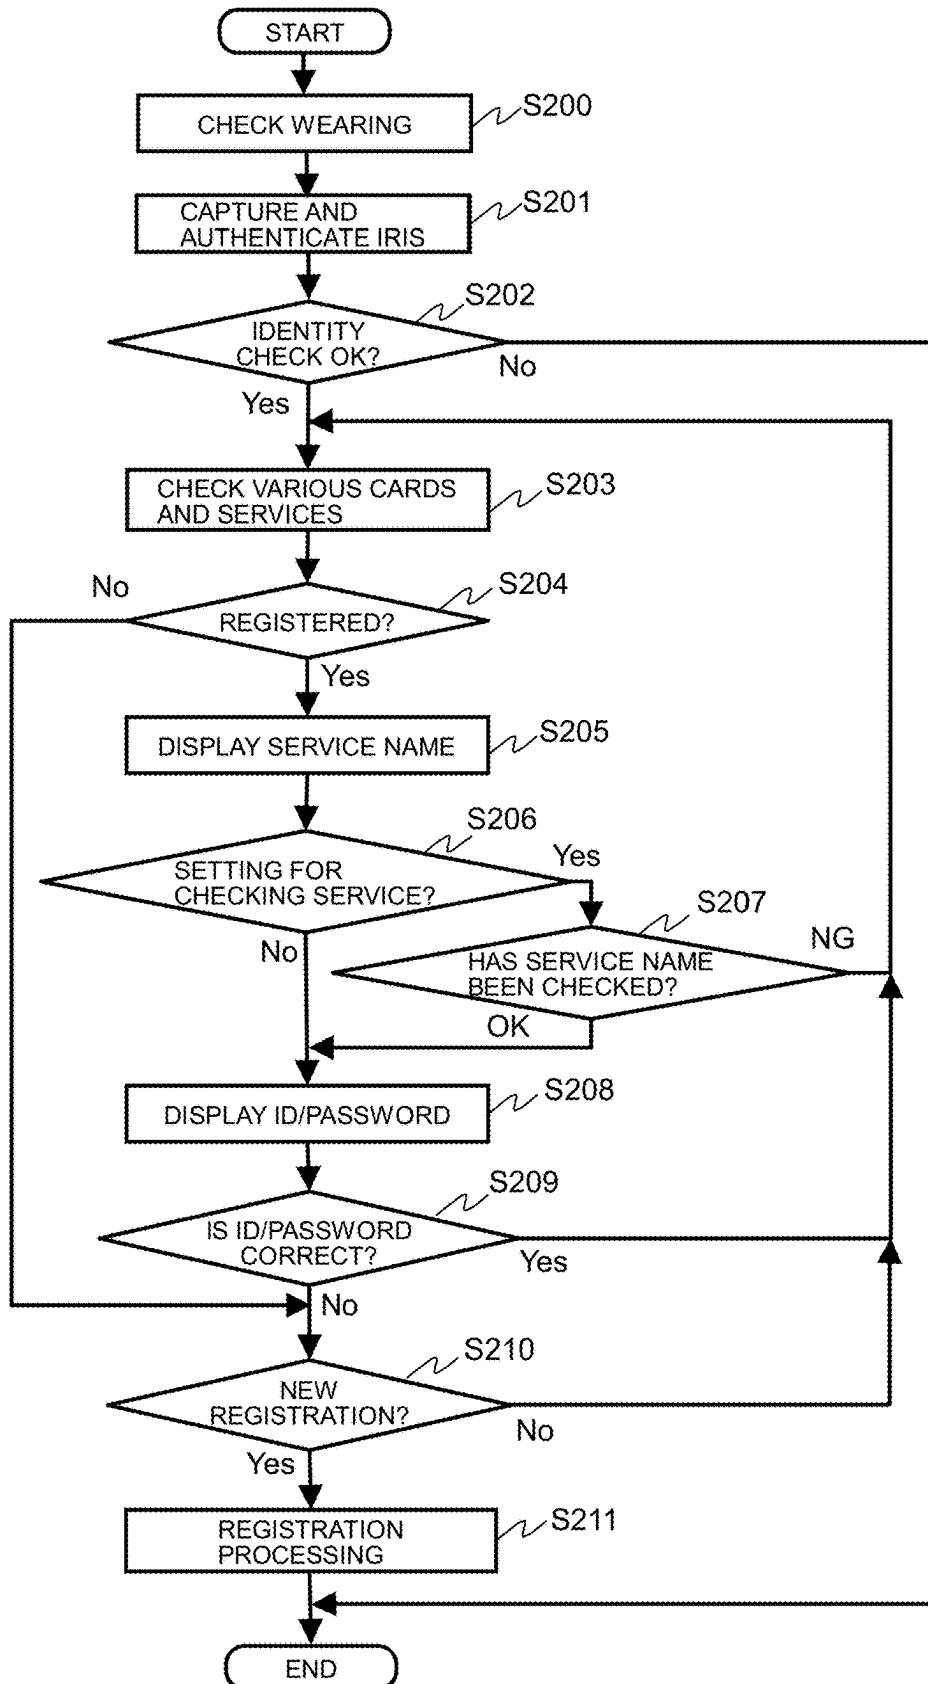 START
CHECK WEARING
S200
CAPTURE AND
AUTHENTICATE IRIS
S201
S202
IDENTITY
CHECK OK?
No
Yes
CHECK VARIOUS CARDS
AND SERVICES
S203
No
S204
REGISTERED?
Yes
DISPLAY SERVICE NAME
S205
S206
SETTING FOR
CHECKING SERVICE?
Yes
No
S207
HAS SERVICE NAME
BEEN CHECKED?
NG
OK
DISPLAY ID/PASSWORD
S208
S209
IS ID/PASSWORD
CORRECT?
Yes
No
S210
NEW
REGISTRATION?
No
Yes
REGISTRATION
PROCESSING
S211
END